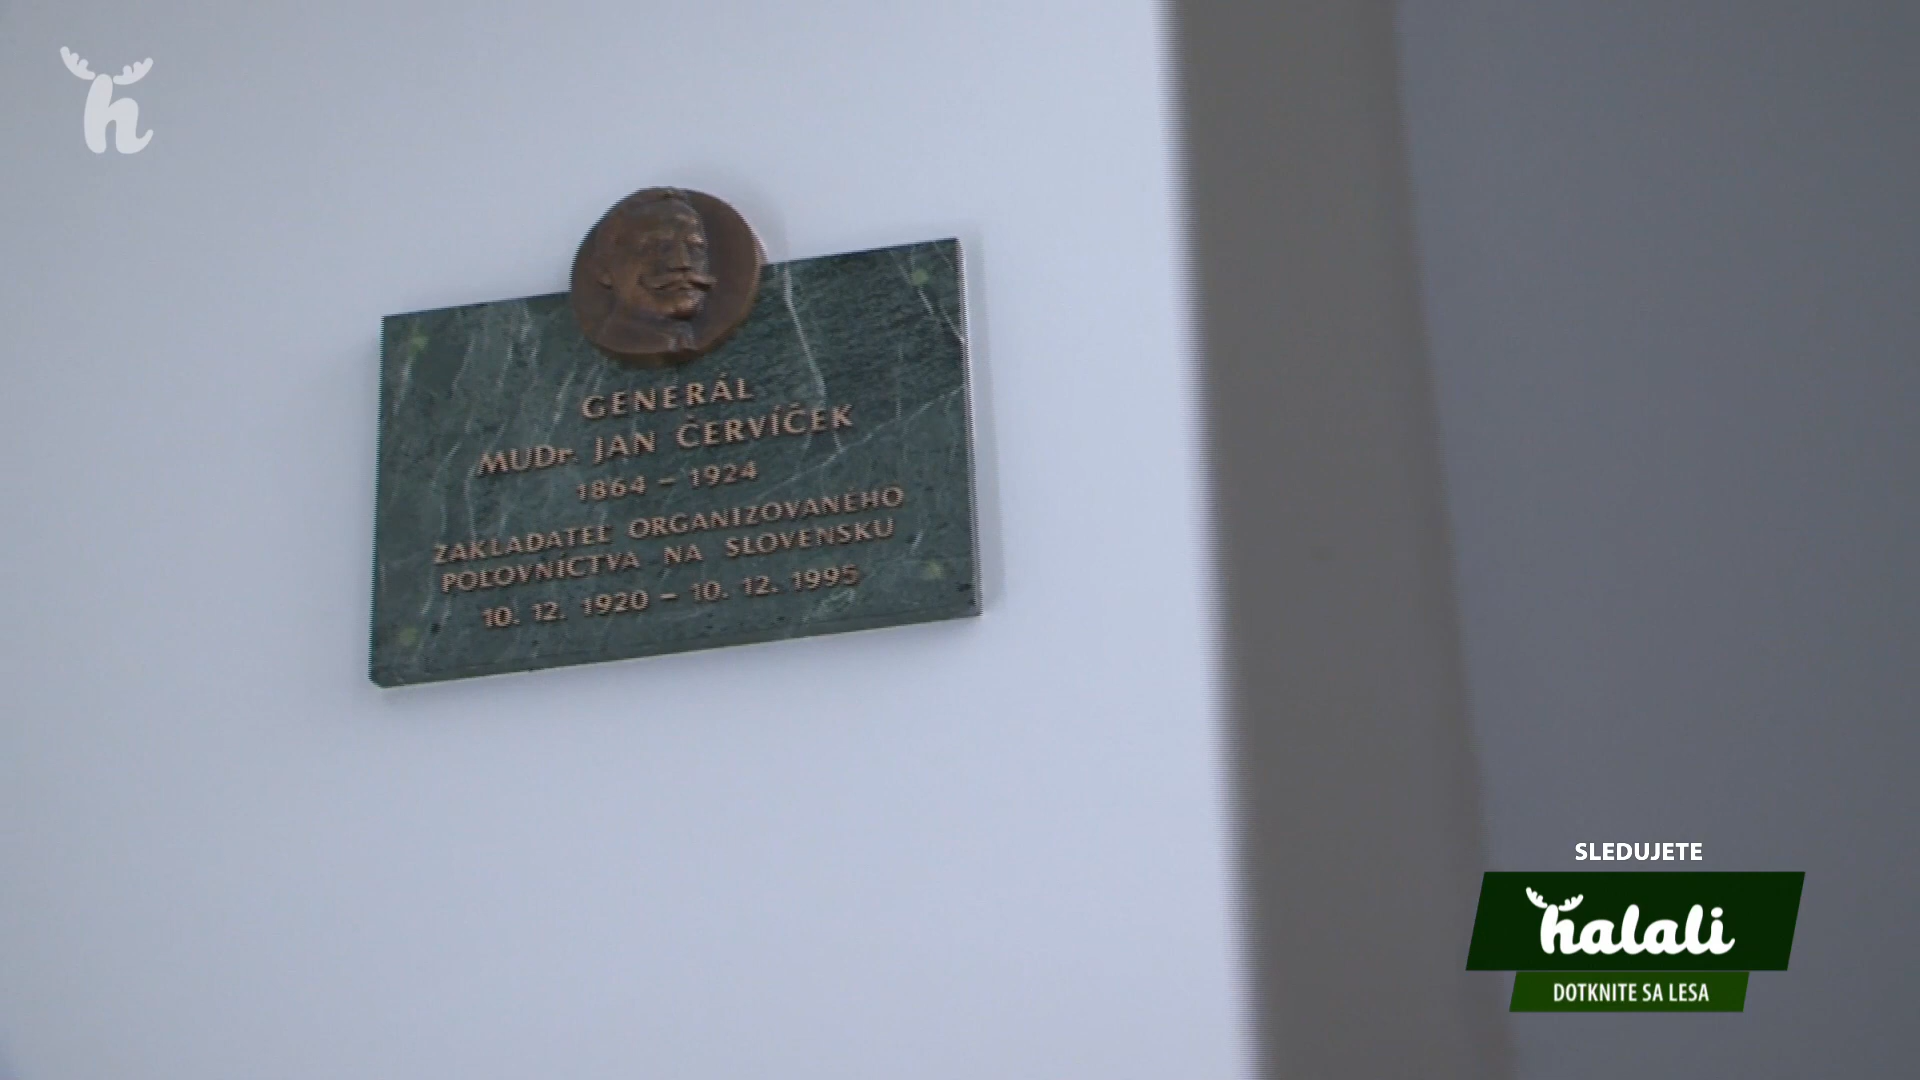 h
GENERÁL
MUDr. JAN ČERVÍČEK
1864 – 1924
ZAKLADATEĽ ORGANIZOVANÉHO
POĽOVNÍCTVA NA SLOVENSKU
10. 12. 1920 – 10. 12. 1995
SLEDUJETE
halali
DOTKNITE SA LESA